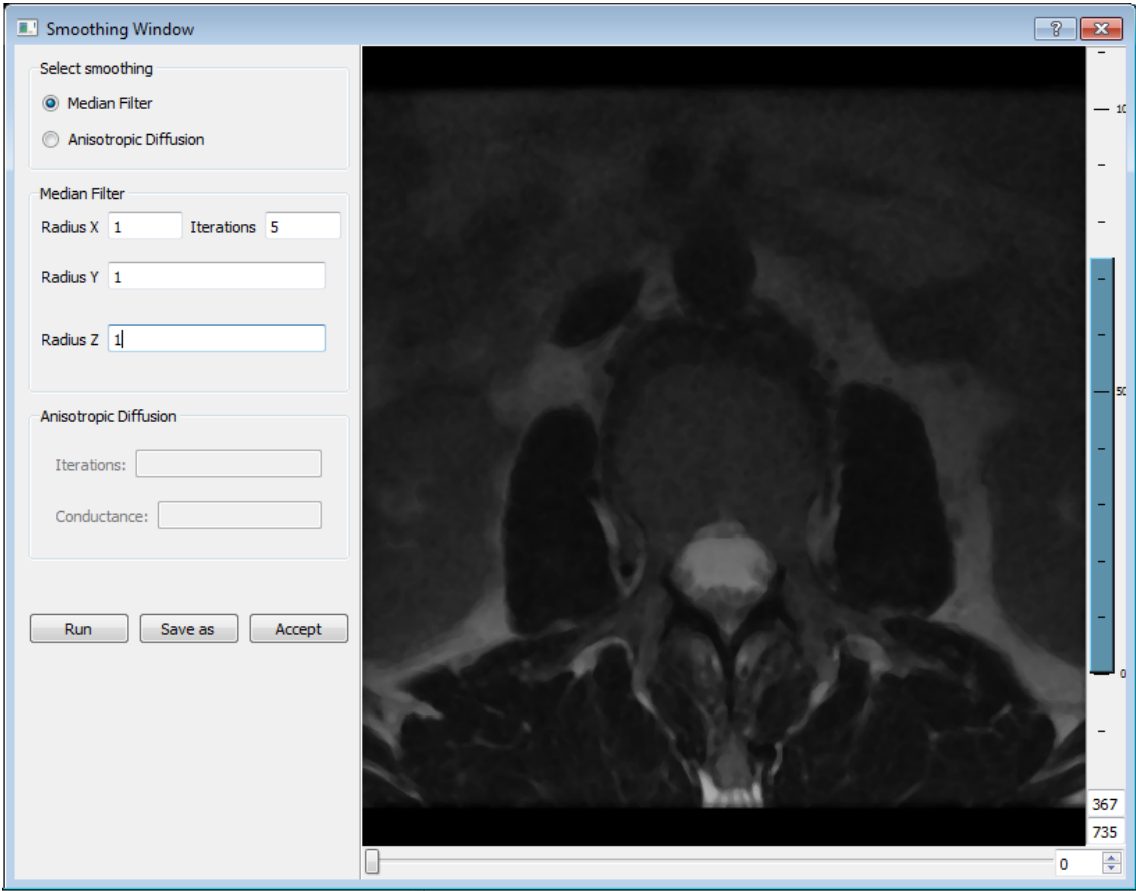 Smoothing Window
Select smoothing
Median Filter
Anisotropic Diffusion
Median Filter
Radius X 1 Iterations 5
Radius Y 1
Radius Z 1
Anisotropic Diffusion
Iterations:
Conductance:
Run Save as Accept
10
50
0
367
735
0